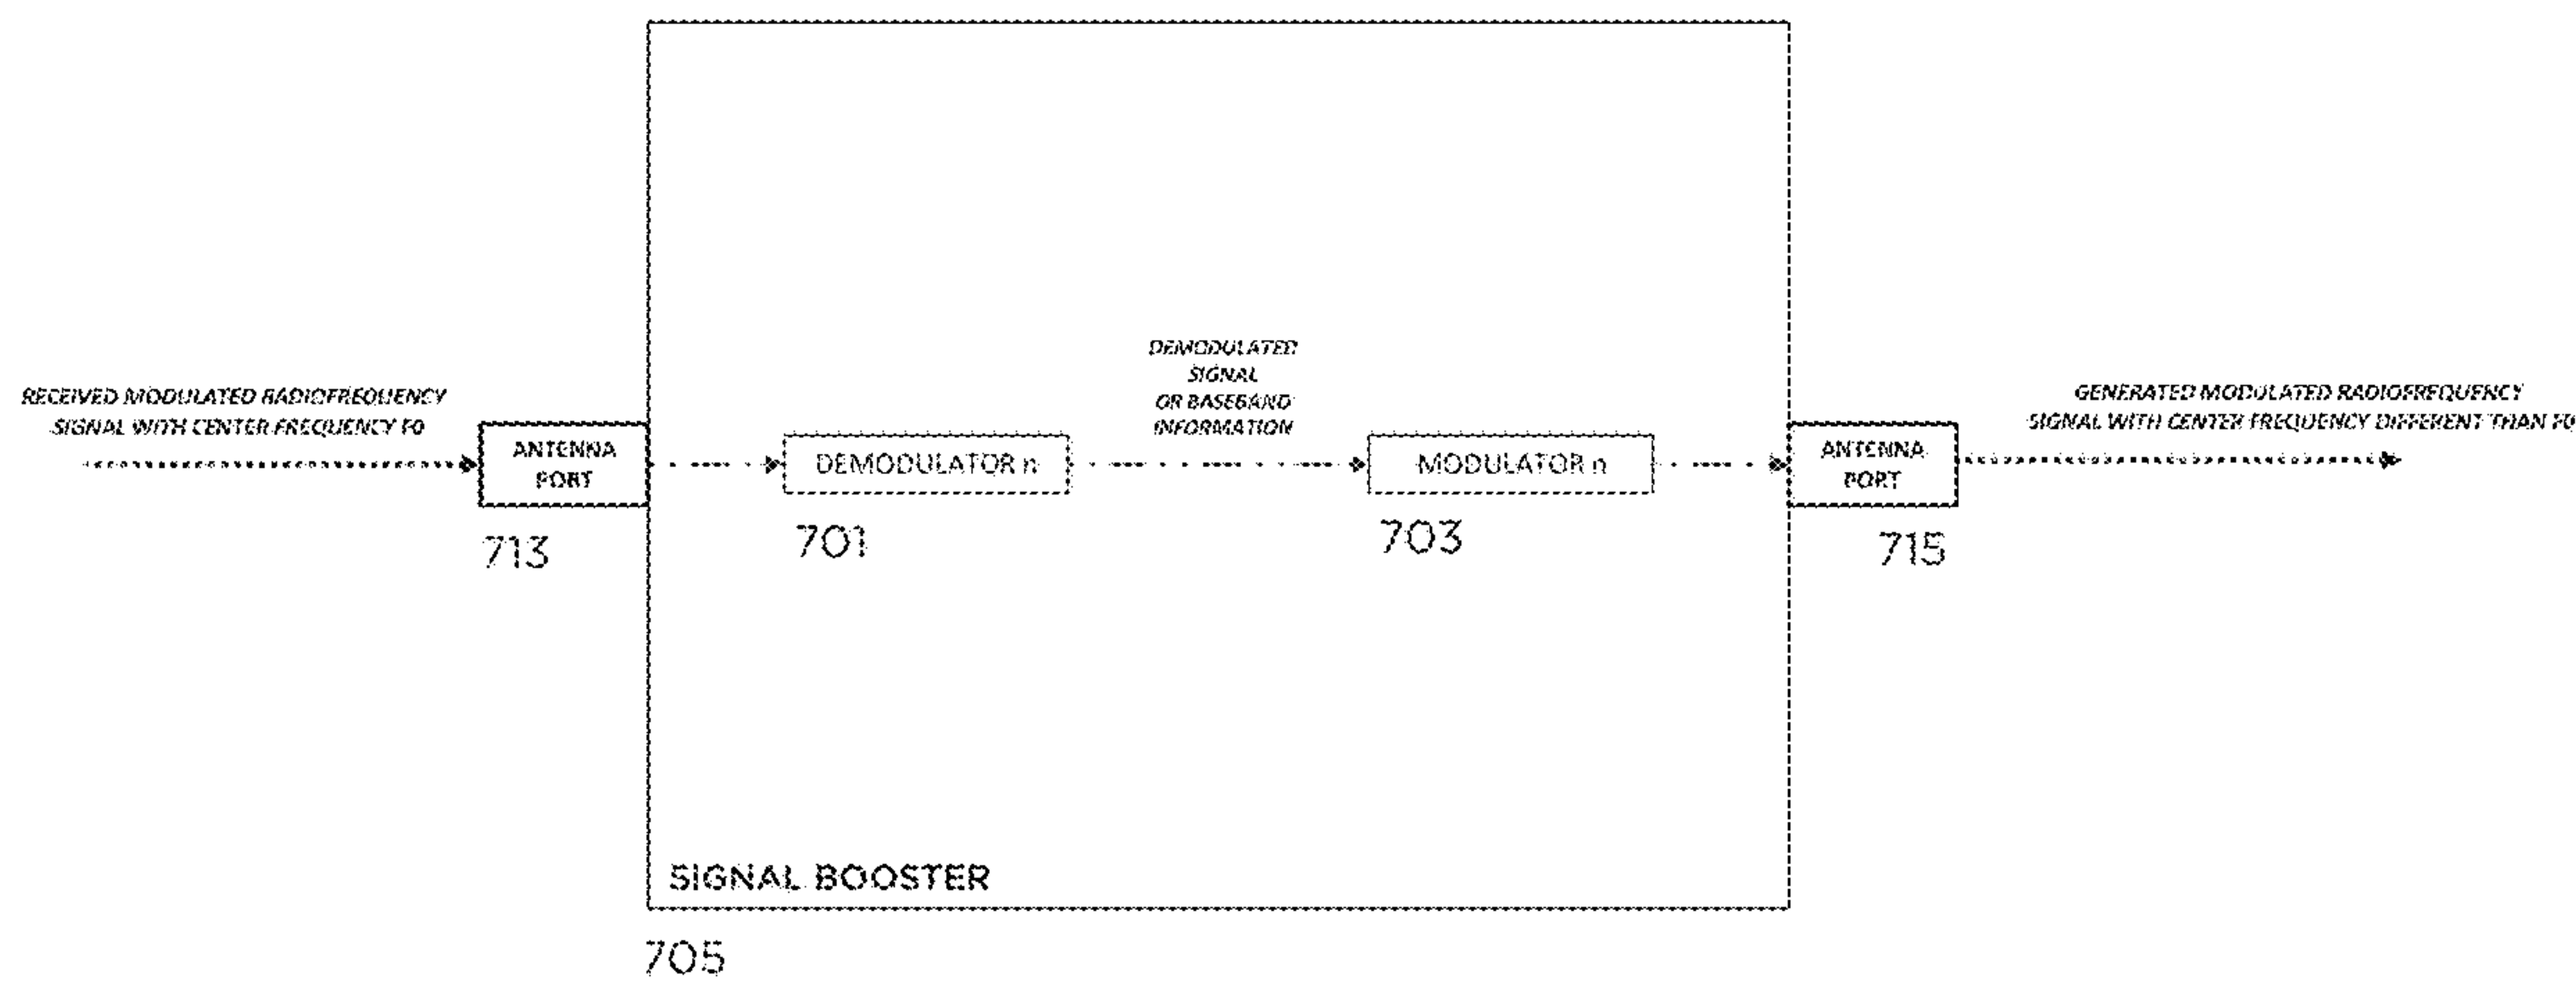 RECEIVED MODULATED RADIOFREQUENCY
SIGNAL WITH CENTER FREQUENCY F0
ANTENNA
PORT
713
DEMODULATOR n
701
DEMODULATED
SIGNAL
OR BASEBAND
INFORMATION
MODULATOR n
703
ANTENNA
PORT
715
GENERATED MODULATED RADIOFREQUENCY
SIGNAL WITH CENTER FREQUENCY DIFFERENT THAN F0
SIGNAL BOOSTER
705